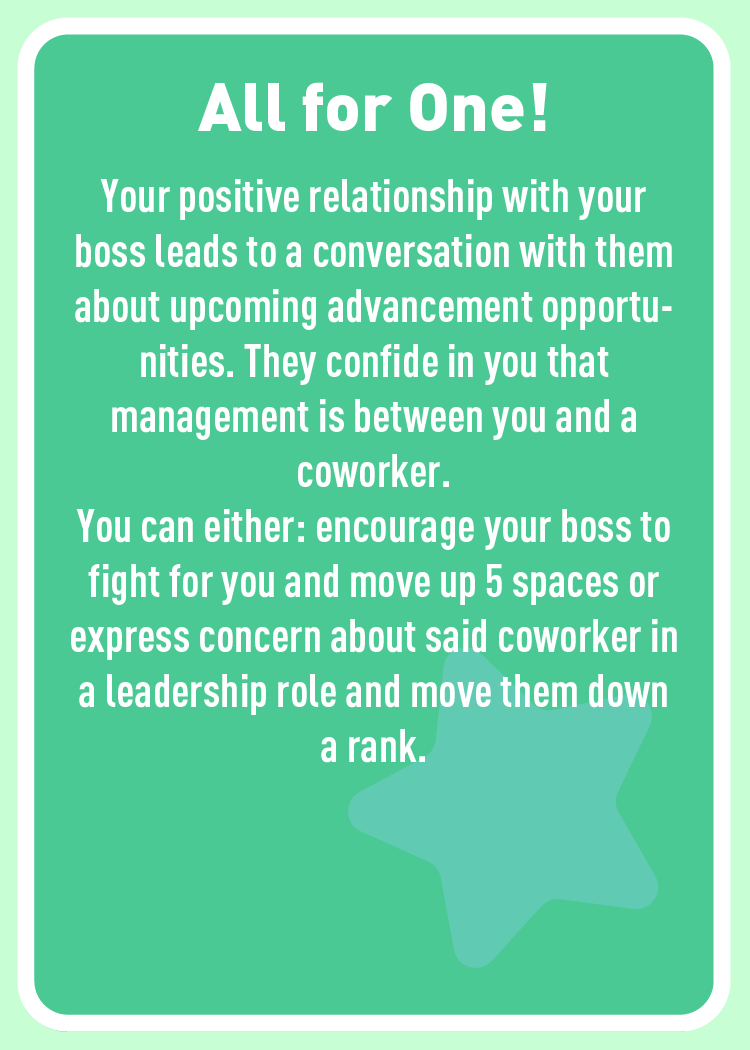 All for One!
Your positive relationship with your
boss leads to a conversation with them
about upcoming advancement opportu-
nities. They confide in you that
management is between you and a
coworker.
You can either: encourage your boss to
fight for you and move up 5 spaces or
express concern about said coworker in
a leadership role and move them down
a rank.